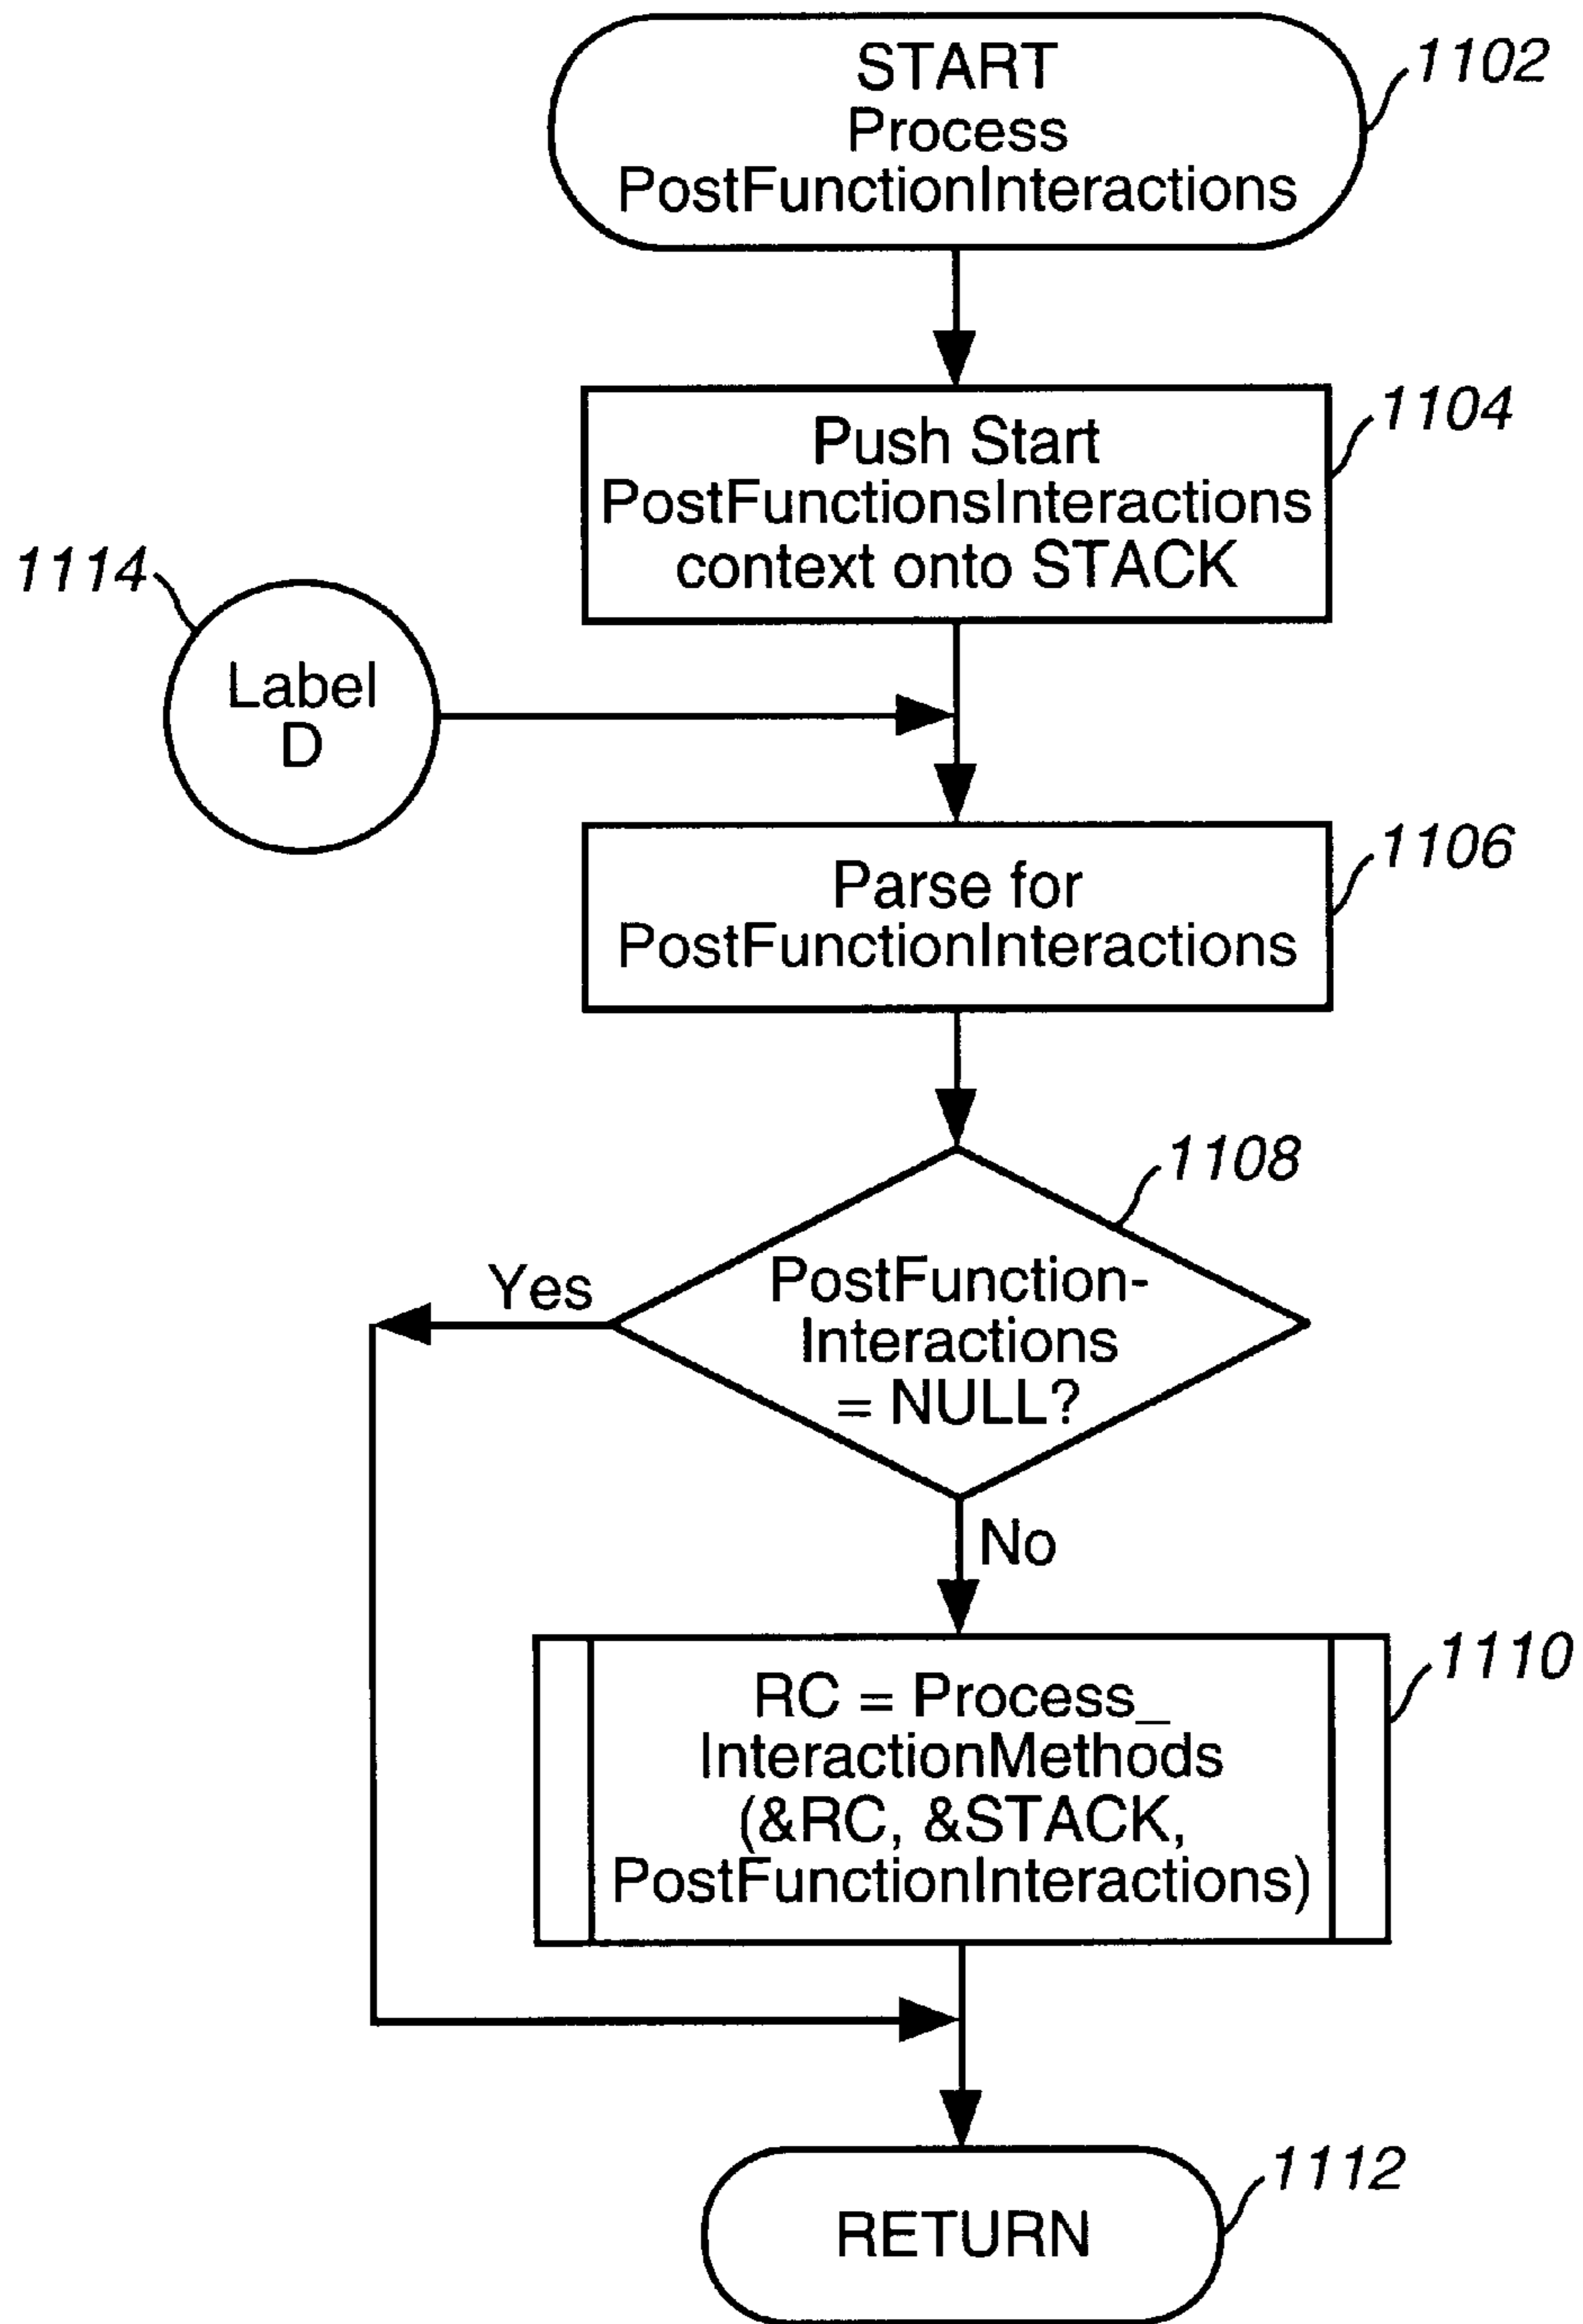 START
Process
PostFunctionInteractions
1102
Push Start
PostFunctionsInteractions
context onto STACK
1104
1114
Label
D
Parse for
PostFunctionInteractions
1106
1108
PostFunction-
Interactions
= NULL?
Yes
No
RC = Process_
InteractionMethods
(&RC, &STACK,
PostFunctionInteractions)
1110
RETURN
1112